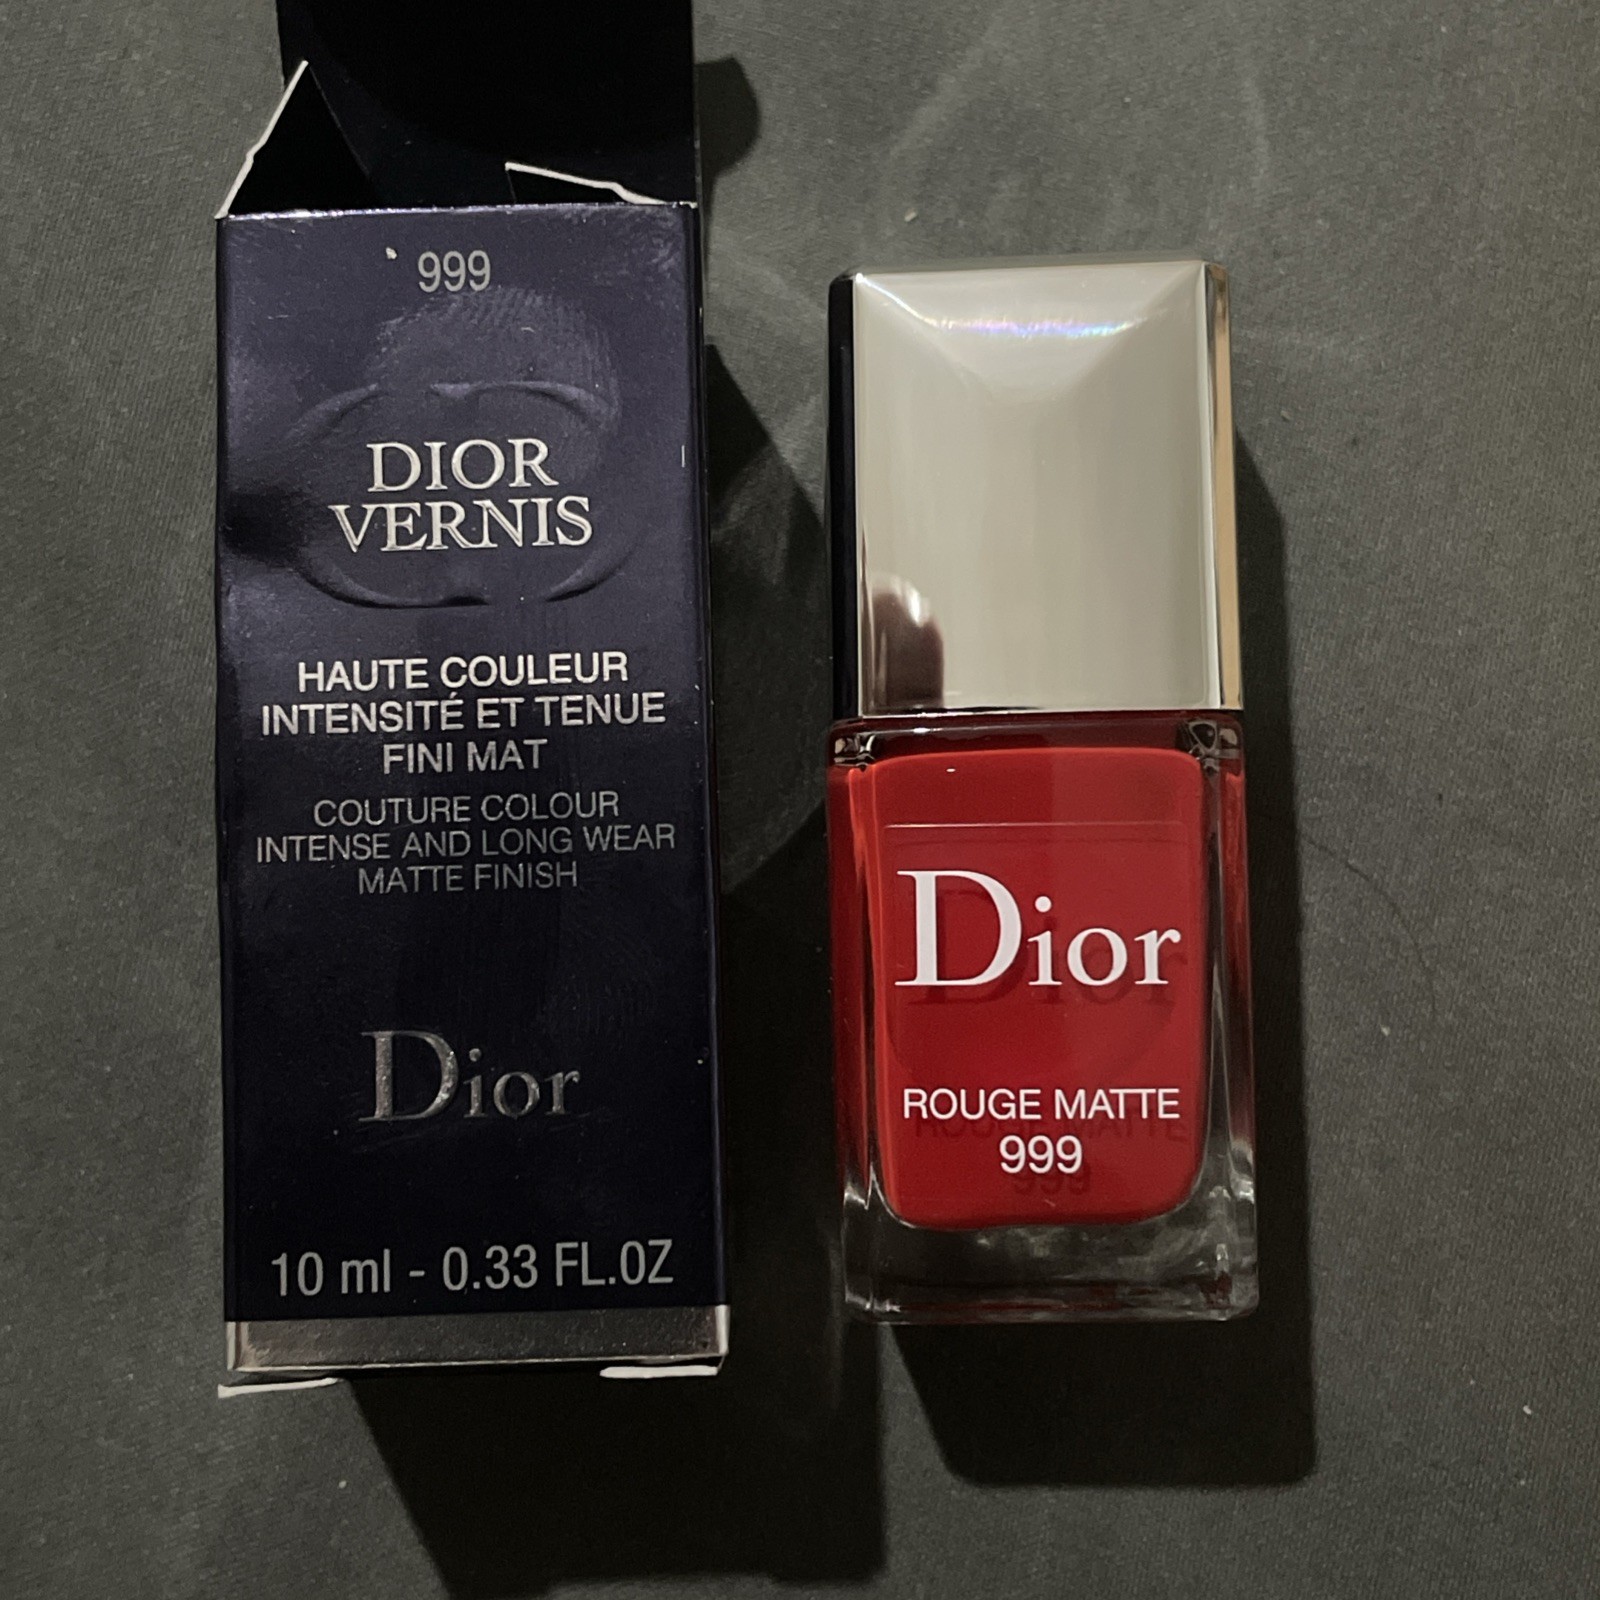 999
DIOR
VERNIS
HAUTE COULEUR
INTENSITÉ ET TENUE
FINI MAT
COUTURE COLOUR
INTENSE AND LONG WEAR
MATTE FINISH
Dior
10 ml - 0.33 FL.OZ
Dior
ROUGE MATTE
999